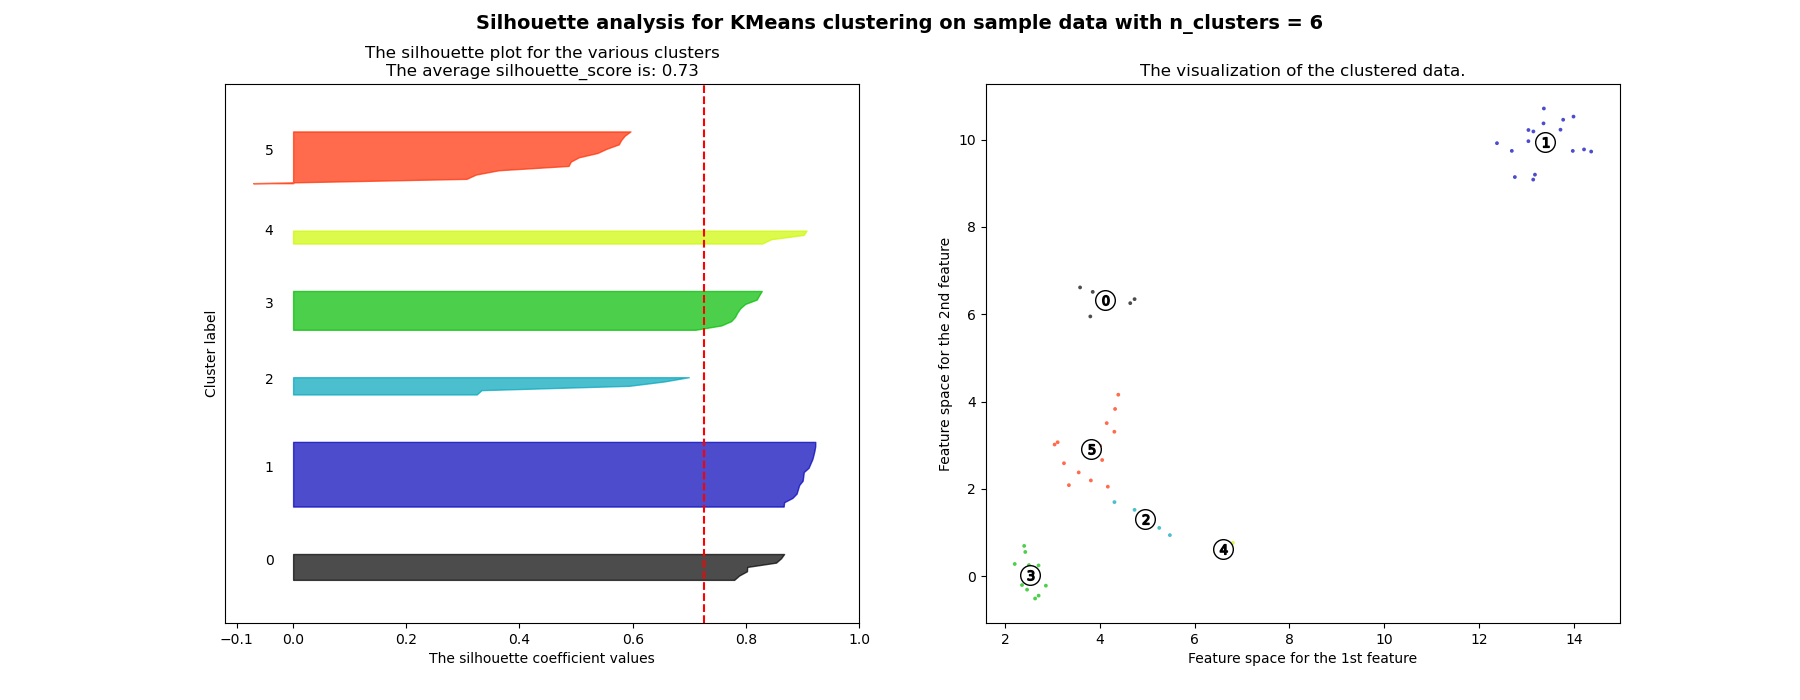 Silhouette analysis for KMeans clustering on sample data with n_clusters = 6
The silhouette plot for the various clusters
The average silhouette_score is: 0.73
5
4
3
2
1
0
Cluster label
−0.1 0.0 0.2 0.4 0.6 0.8 1.0
The silhouette coefficient values
The visualization of the clustered data.
10
8
6
4
2
0
Feature space for the 2nd feature
1
0
5
2
4
3
2 4 6 8 10 12 14
Feature space for the 1st feature